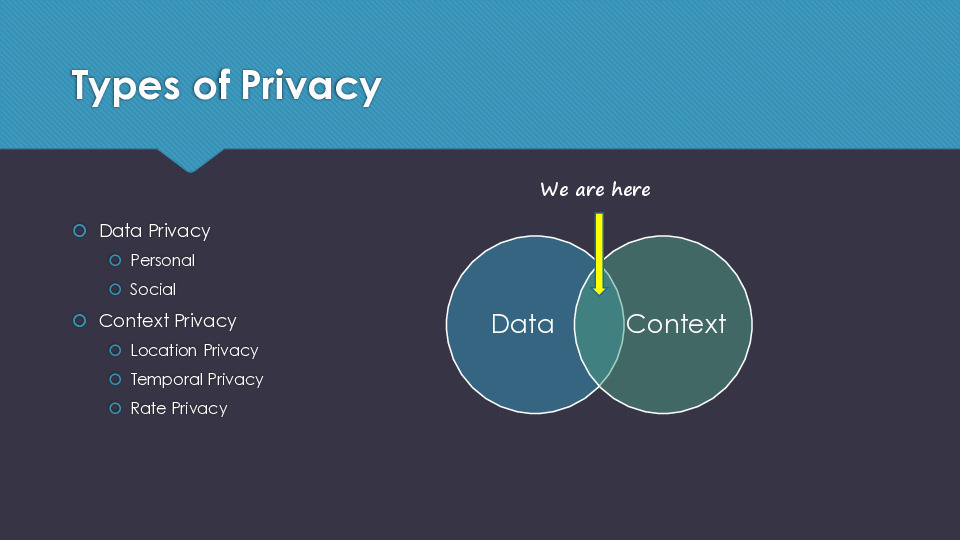 Types of Privacy
Data Privacy
Personal
Social
Context Privacy
Location Privacy
Temporal Privacy
Rate Privacy
We are here
Data
Context